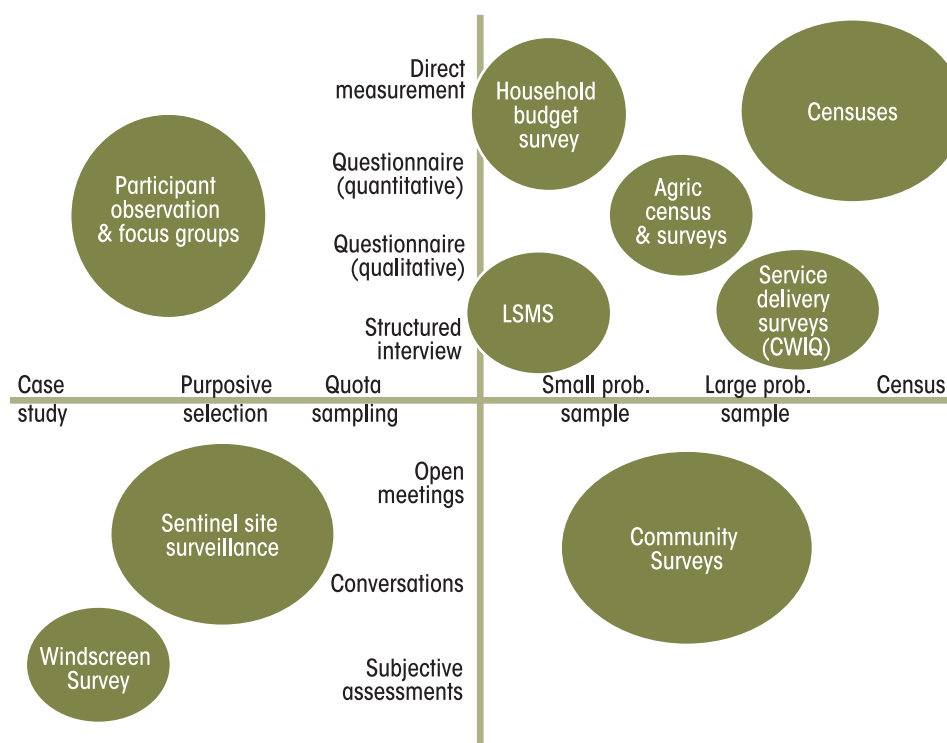 Direct
measurement
Household
budget
survey
Censuses
Participant
observation
& focus groups
Questionnaire
(quantitative)
Agric
census
& surveys
Questionnaire
(qualitative)
LSMS
Service
delivery
surveys
(CWIQ)
Structured
interview
Case
study
Purposive
selection
Quota
sampling
Small prob.
sample
Large prob.
sample
Census
Open
meetings
Sentinel site
surveillance
Community
Surveys
Conversations
Windscreen
Survey
Subjective
assessments